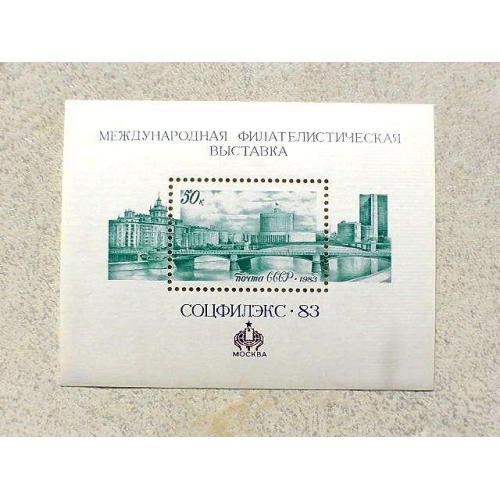 МЕЖДУНАРОДНАЯ ФИЛАТЕЛИСТИЧЕСКАЯ
ВЫСТАВКА
50к
почта СССР · 1983
СОЦФИЛЭКС · 83
МОСКВА